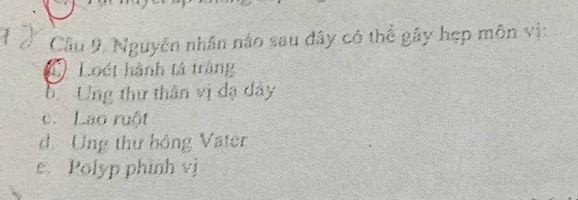 Câu 9. Nguyên nhân nào sau đây có thể gây hẹp môn vị:
a. Loét hành tá tràng
b. Ung thư thân vị dạ dày
c. Lao ruột
d. Ung thư bóng Vater
e. Polyp phình vị